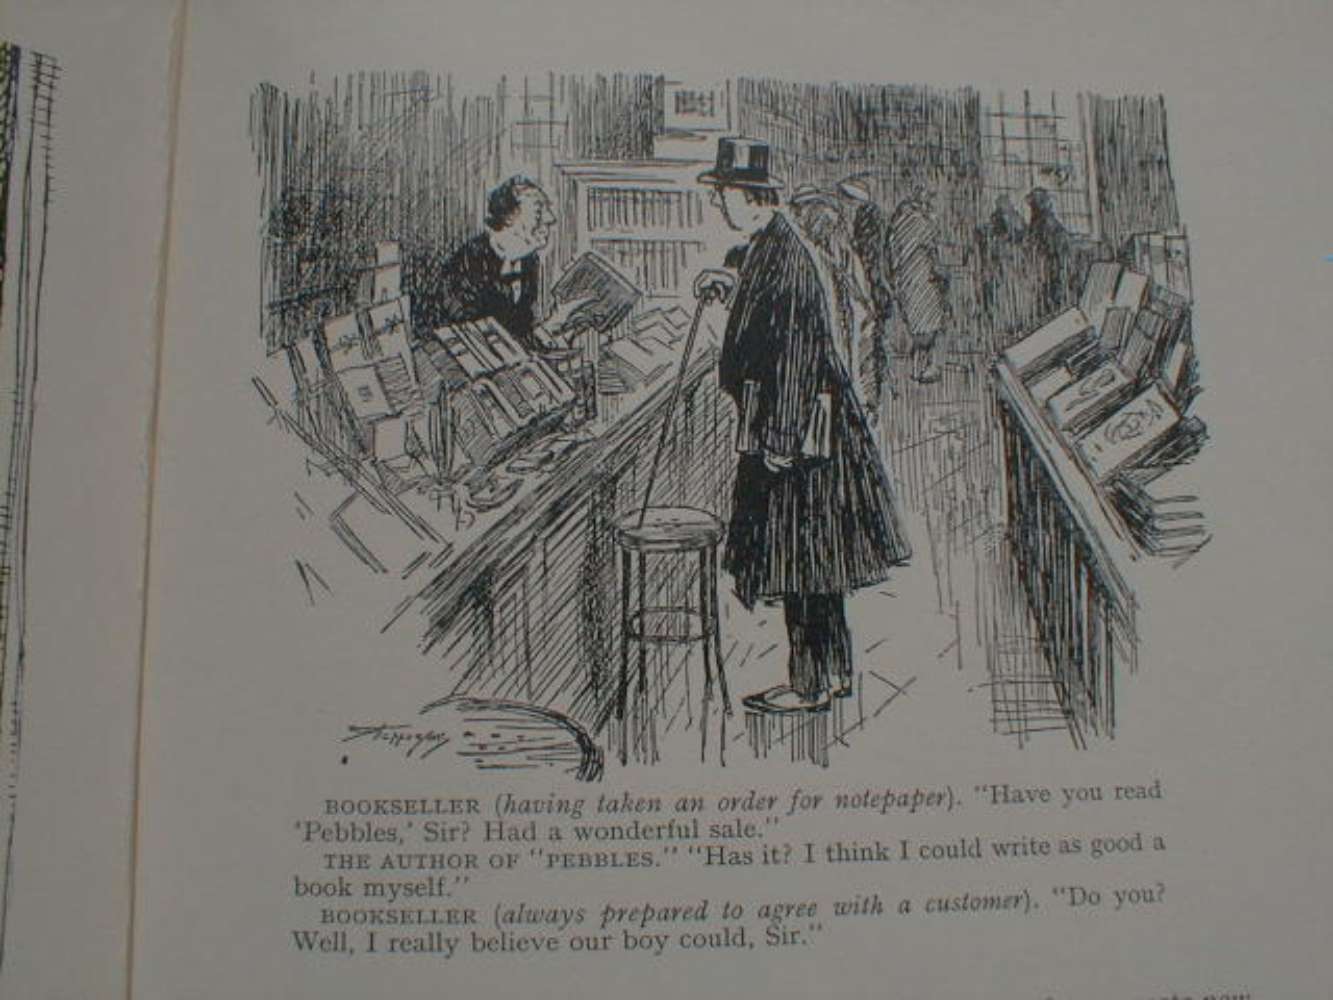 BOOKSELLER (having taken an order for notepaper). "Have you read
'Pebbles,' Sir? Had a wonderful sale."
THE AUTHOR OF "PEBBLES." "Has it? I think I could write as good a
book myself."
BOOKSELLER (always prepared to agree with a customer). "Do you?
Well, I really believe our boy could, Sir."